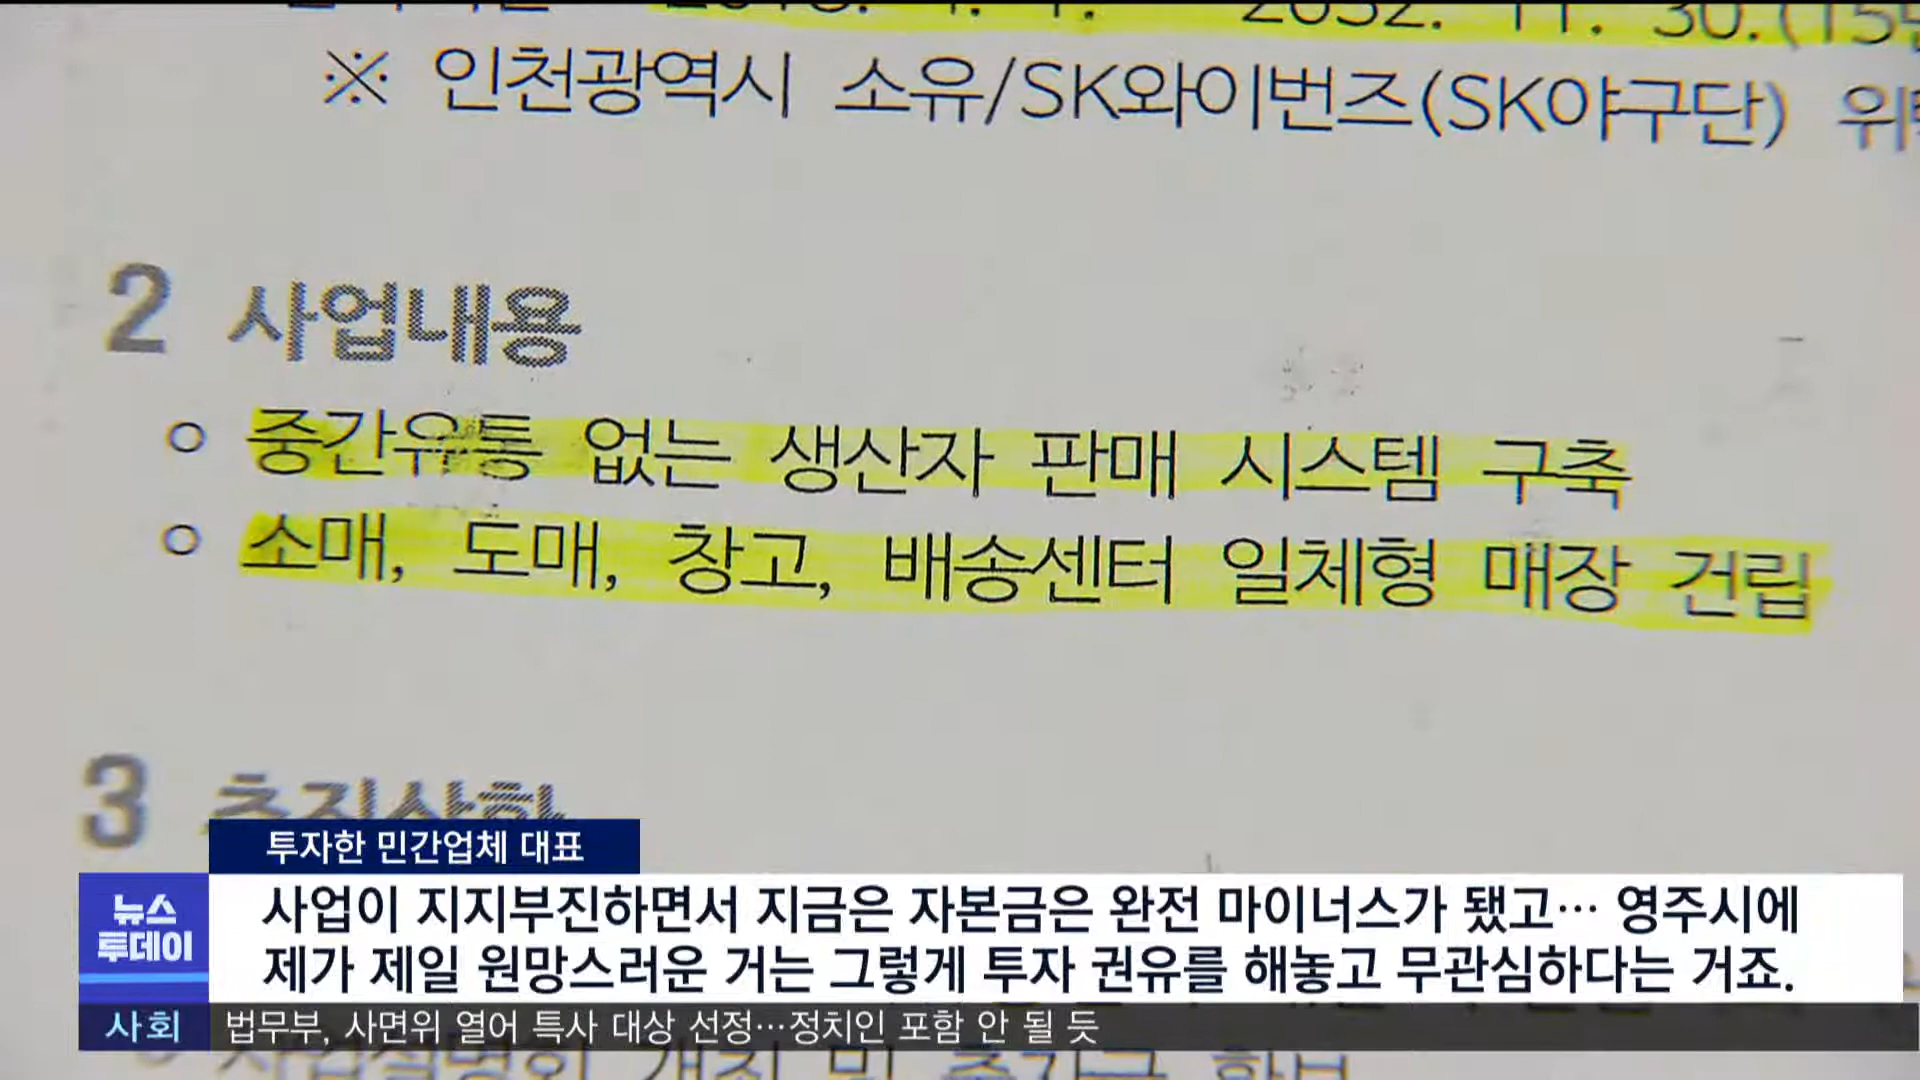 30.(15년
※ 인천광역시 소유/SK와이번즈(SK야구단)
2 사업내용
○ 중간유통 없는 생산자 판매 시스템 구축
○ 소매, 도매, 창고, 배송센터 일체형 매장 건립
3 추진상황
투자한 민간업체 대표
뉴스
투데이
사업이 지지부진하면서 지금은 자본금은 완전 마이너스가 됐고… 영주시에
제가 제일 원망스러운 거는 그렇게 투자 권유를 해놓고 무관심하다는 거죠.
사회
법무부, 사면위 열어 특사 대상 선정…정치인 포함 안 될 듯